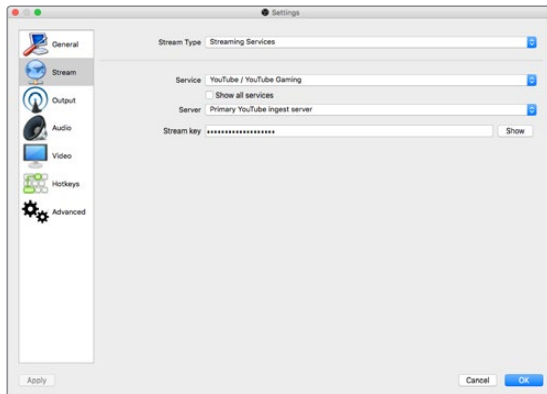 Settings
General
Stream
Output
Audio
Video
Hotkeys
Advanced
Stream Type Streaming Services
Service YouTube / YouTube Gaming
Show all services
Server Primary YouTube ingest server
Stream key ••••••••••••••••••• Show
Apply Cancel OK